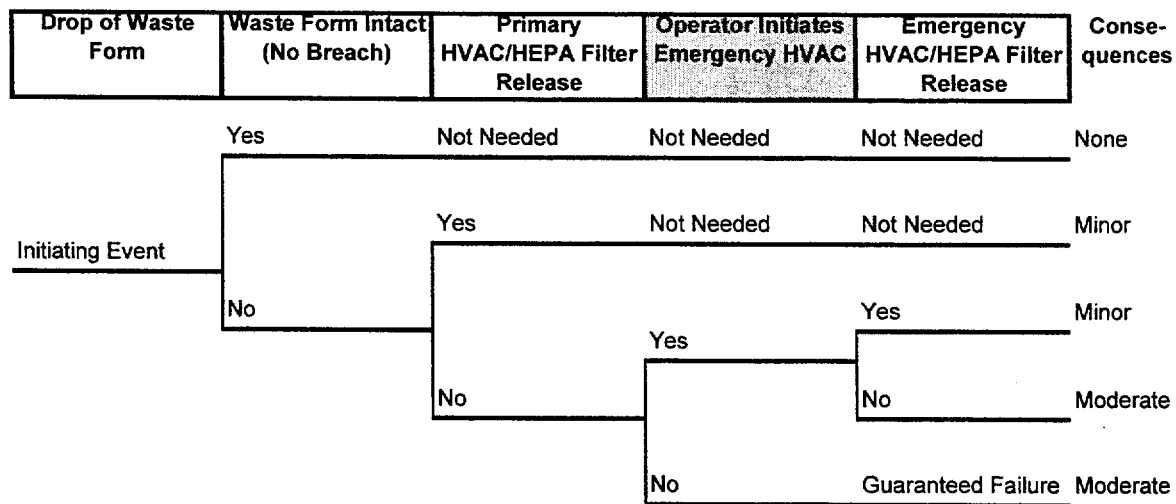 Drop of Waste
Form
Waste Form Intact
(No Breach)
Primary
HVAC/HEPA Filter
Release
Operator Initiates
Emergency HVAC
Emergency
HVAC/HEPA Filter
Release
Conse-
quences
Yes Not Needed Not Needed Not Needed None
Yes Not Needed Not Needed Minor
Initiating Event
No Yes Minor
Yes
No No Moderate
No Guaranteed Failure Moderate